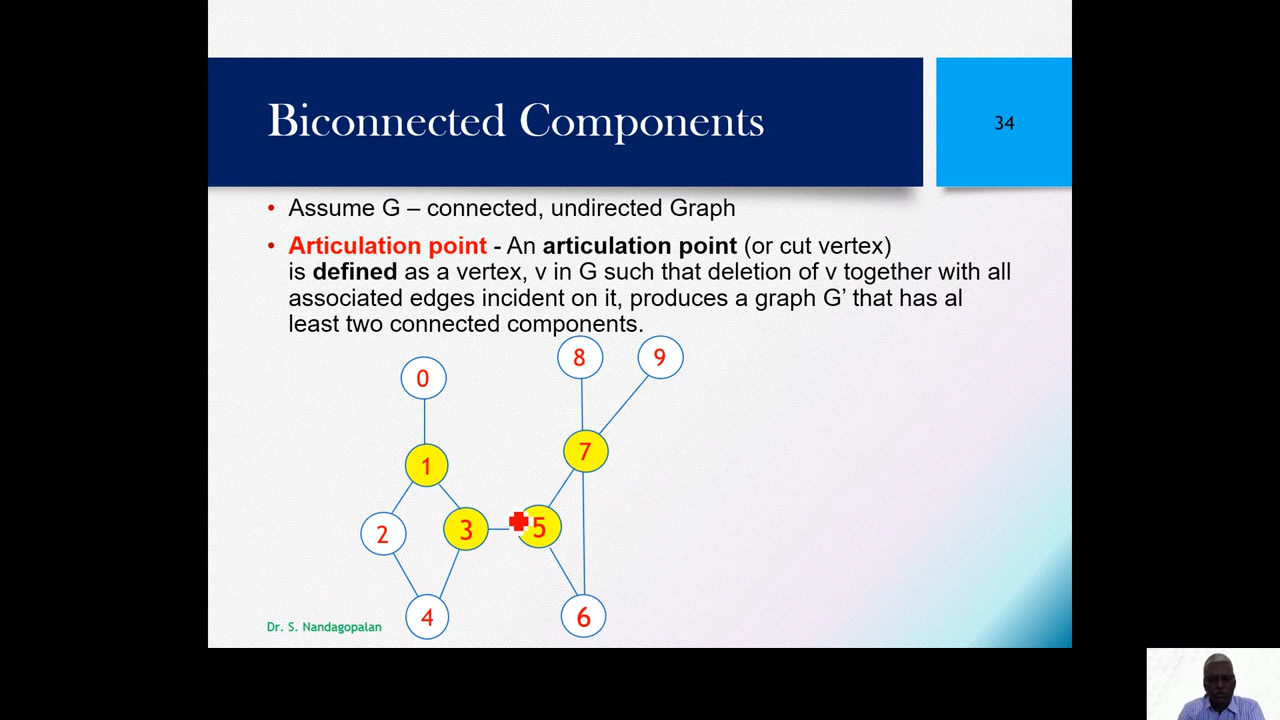 Biconnected Components
34
• Assume G – connected, undirected Graph
• Articulation point - An articulation point (or cut vertex)
is defined as a vertex, v in G such that deletion of v together with all
associated edges incident on it, produces a graph G’ that has al
least two connected components.
8 9
0
7
1
3 5
2
4 6
Dr. S. Nandagopalan